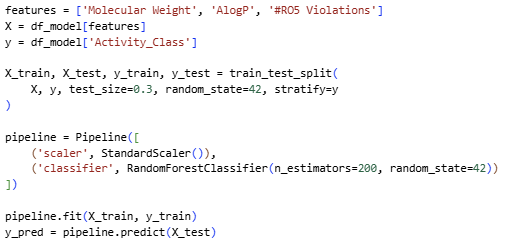 features = ['Molecular Weight', 'AlogP', '#RO5 Violations']
X = df_model[features]
y = df_model['Activity_Class']

X_train, X_test, y_train, y_test = train_test_split(
    X, y, test_size=0.3, random_state=42, stratify=y
)

pipeline = Pipeline([
    ('scaler', StandardScaler()),
    ('classifier', RandomForestClassifier(n_estimators=200, random_state=42))
])

pipeline.fit(X_train, y_train)
y_pred = pipeline.predict(X_test)